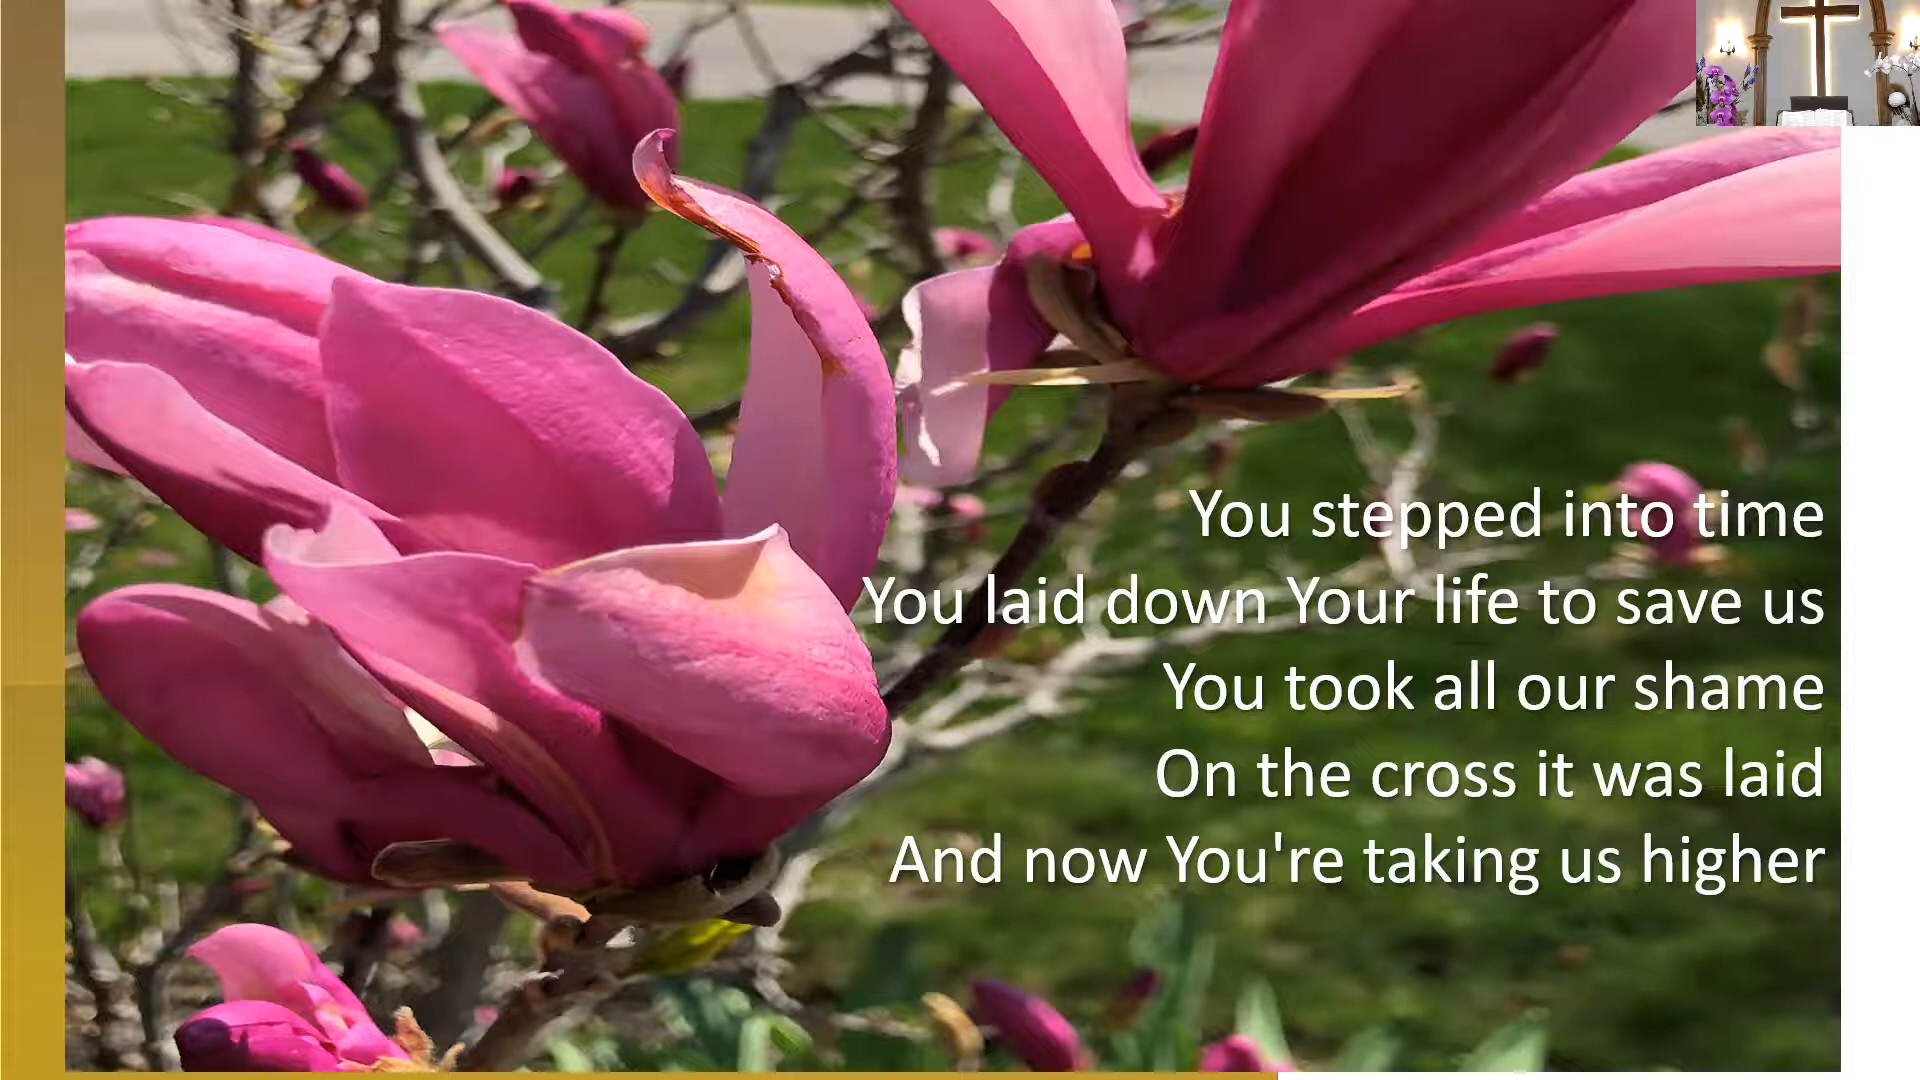 You stepped into time
You laid down Your life to save us
You took all our shame
On the cross it was laid
And now You're taking us higher